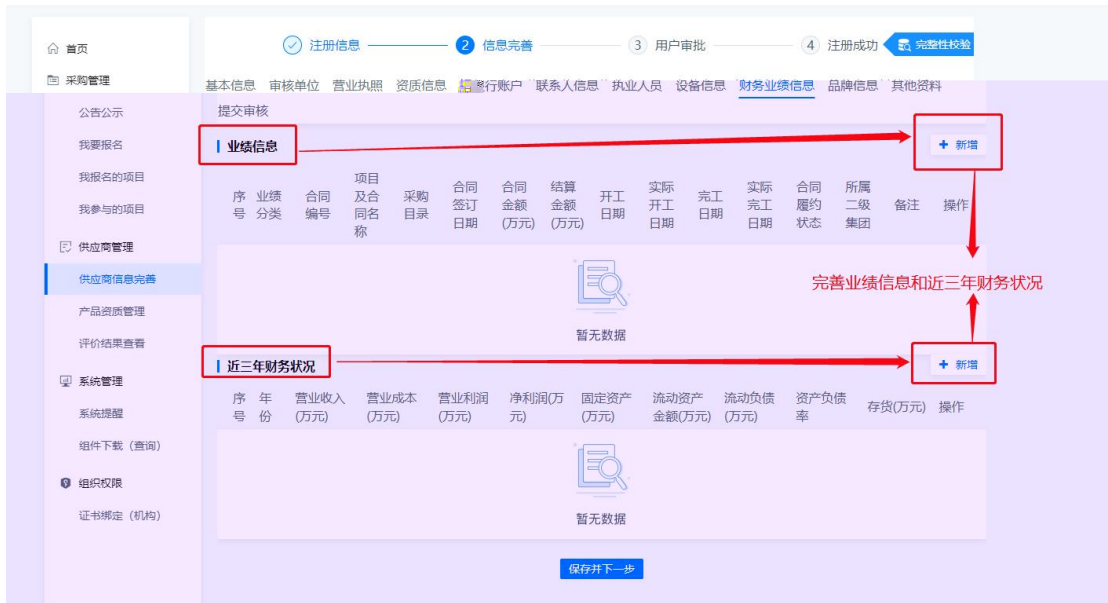 首页
采购管理
公告公示
我要报名
我报名的项目
我参与的项目
供应商管理
供应商信息完善
产品资质管理
评价结果查看
系统管理
系统提醒
组件下载（查询）
组织权限
证书绑定（机构）
注册信息
2 信息完善
3 用户审批
4 注册成功
完整性校验
基本信息 审核单位 营业执照 资质信息 行账户 联系人信息 执业人员 设备信息 财务业绩信息 品牌信息 其他资料
提交审核
业绩信息
+ 新增
序号 业绩分类 合同编号 项目及合同名称 采购目录 合同签订日期 合同金额(万元) 结算金额(万元) 开工日期 实际开工日期 完工日期 实际完工日期 合同履约状态 所属二级集团 备注 操作
暂无数据
完善业绩信息和近三年财务状况
近三年财务状况
+ 新增
序号 年份 营业收入(万元) 营业成本(万元) 营业利润(万元) 净利润(万元) 固定资产(万元) 流动资产金额(万元) 流动负债(万元) 资产负债率 存货(万元) 操作
暂无数据
保存并下一步